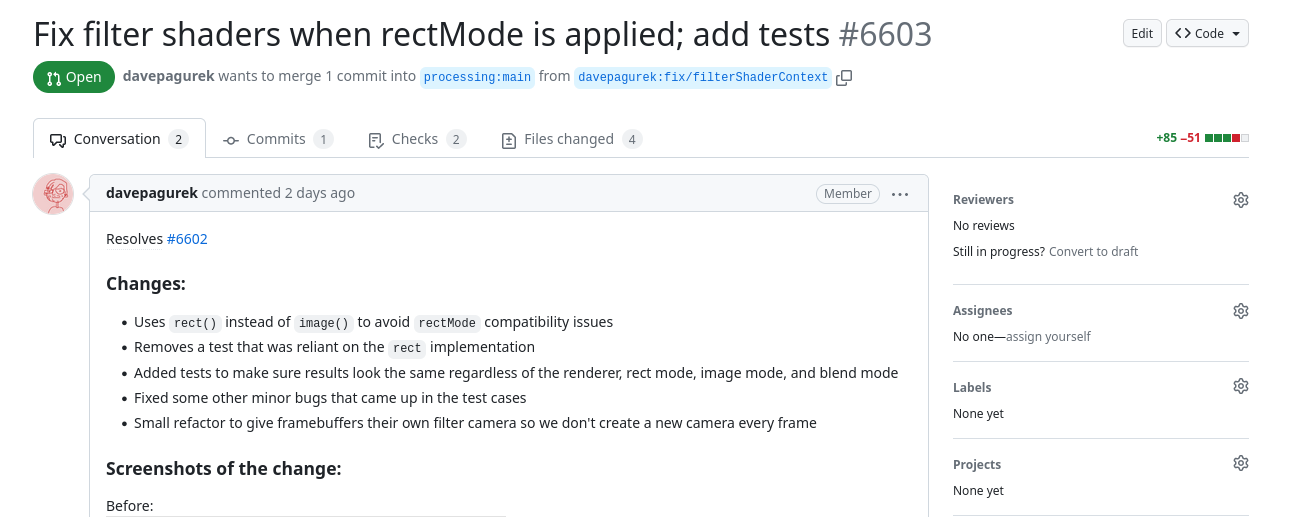 Fix filter shaders when rectMode is applied; add tests #6603
Edit
Code
Open
davepagurek wants to merge 1 commit into processing:main from davepagurek:fix/filterShaderContext
Conversation 2
Commits 1
Checks 2
Files changed 4
+85 −51
davepagurek commented 2 days ago
Member
Resolves #6602
Changes:
• Uses rect() instead of image() to avoid rectMode compatibility issues
• Removes a test that was reliant on the rect implementation
• Added tests to make sure results look the same regardless of the renderer, rect mode, image mode, and blend mode
• Fixed some other minor bugs that came up in the test cases
• Small refactor to give framebuffers their own filter camera so we don't create a new camera every frame
Screenshots of the change:
Before:
Reviewers
No reviews
Still in progress? Convert to draft
Assignees
No one—assign yourself
Labels
None yet
Projects
None yet